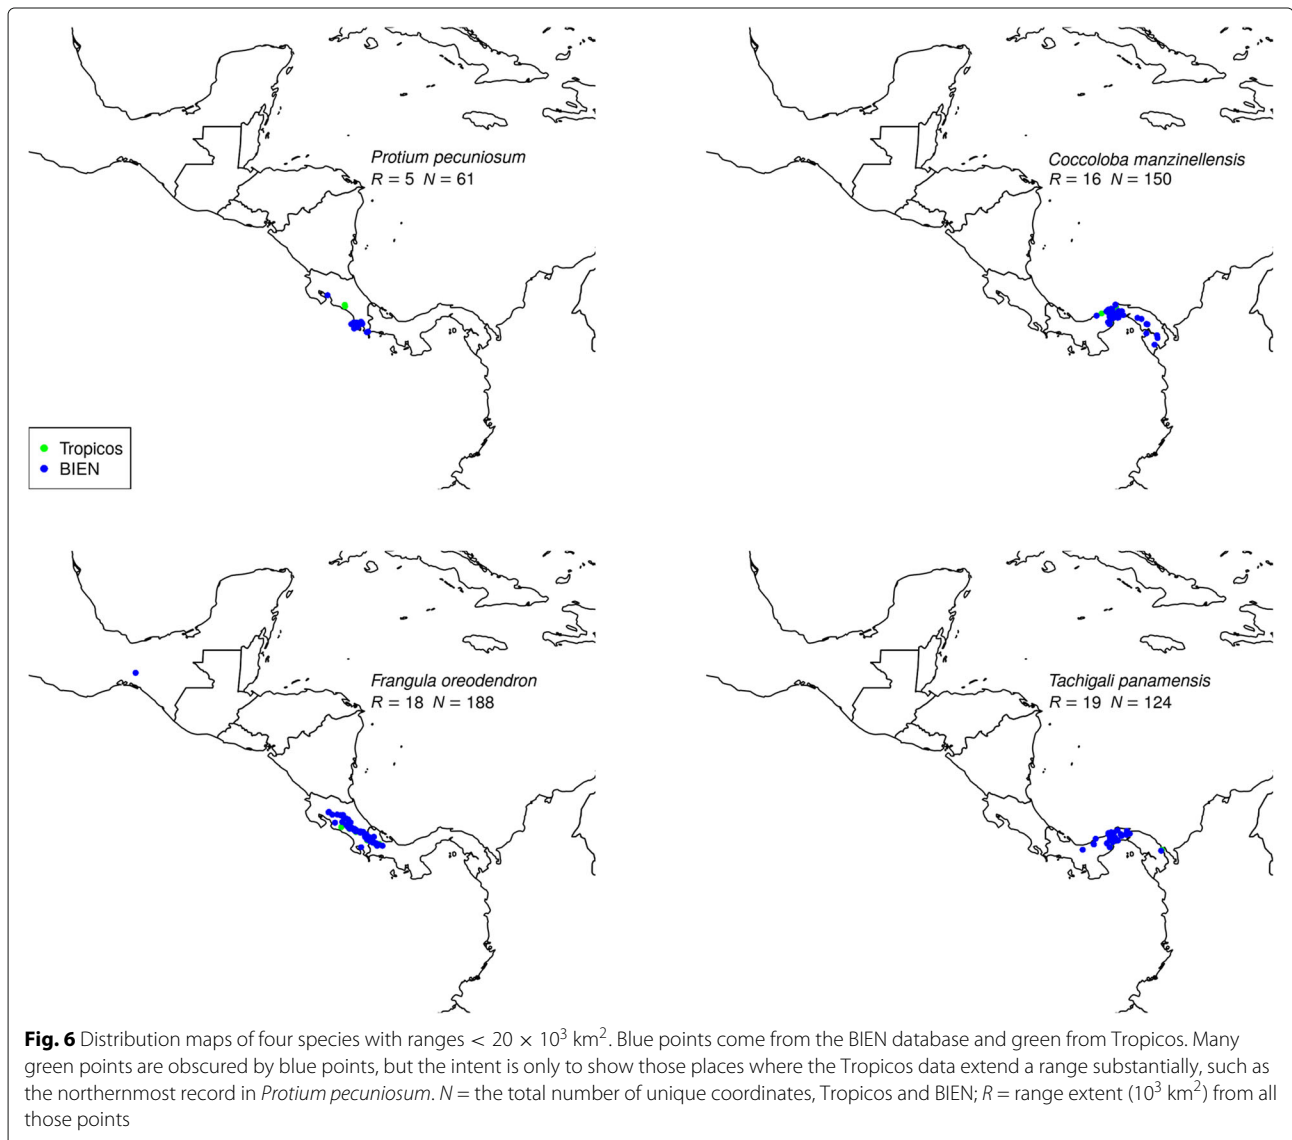 Protium pecuniosum
R = 5 N = 61
Coccoloba manzinellensis
R = 16 N = 150
Tropicos
BIEN
Frangula oreodendron
R = 18 N = 188
Tachigali panamensis
R = 19 N = 124
Fig. 6 Distribution maps of four species with ranges < 20 × 10³ km². Blue points come from the BIEN database and green from Tropicos. Many
green points are obscured by blue points, but the intent is only to show those places where the Tropicos data extend a range substantially, such as
the northernmost record in Protium pecuniosum. N = the total number of unique coordinates, Tropicos and BIEN; R = range extent (10³ km²) from all
those points